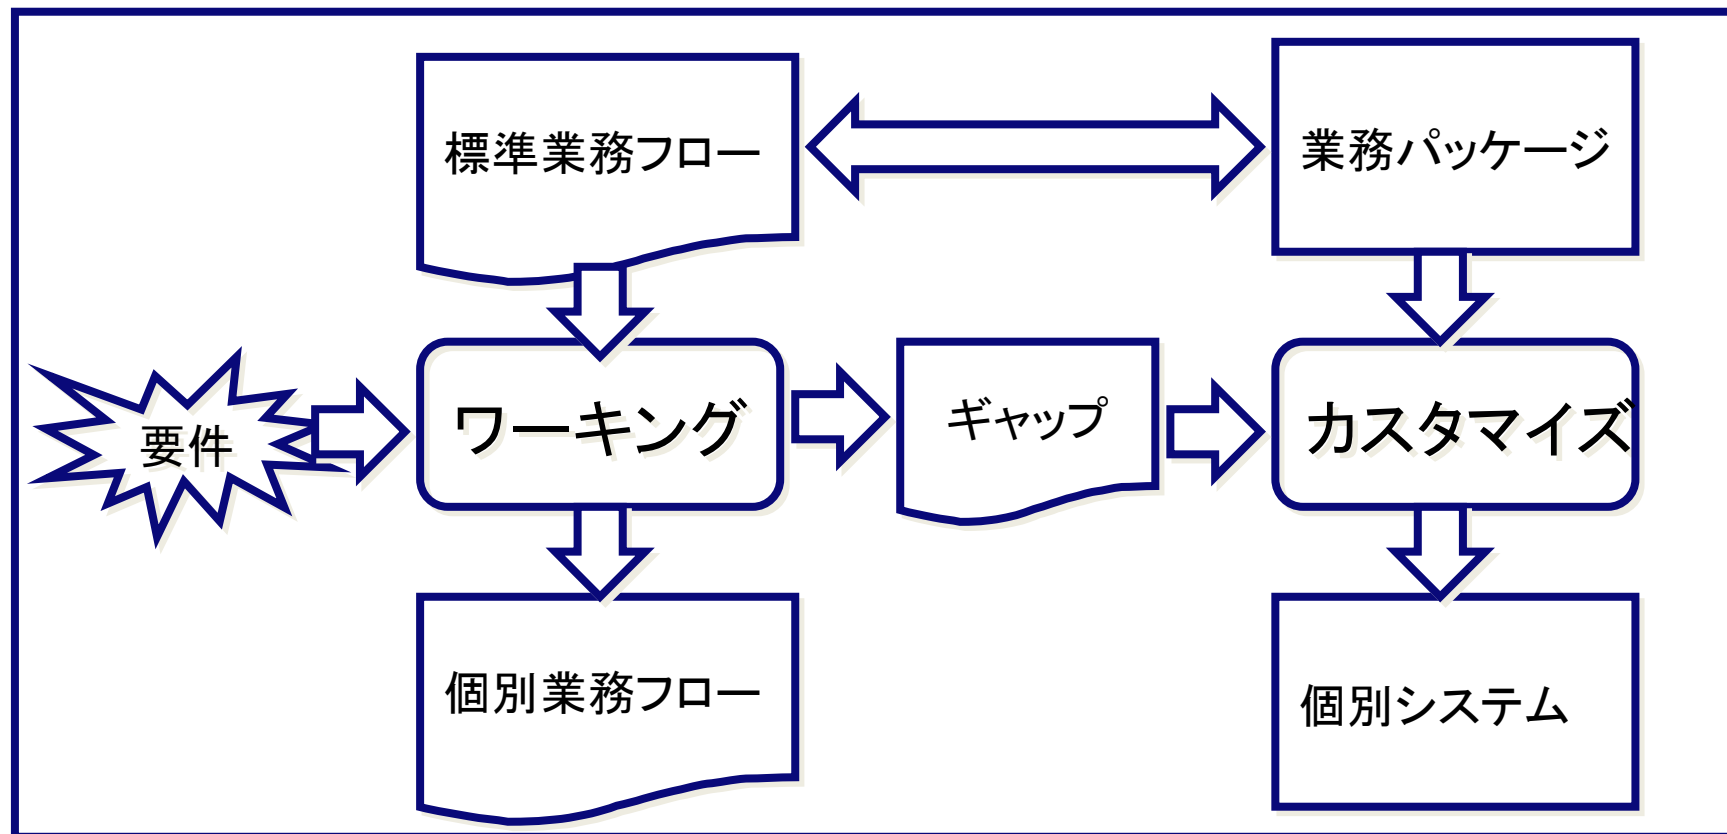 標準業務フロー
業務パッケージ
要件
ワーキング
ギャップ
カスタマイズ
個別業務フロー
個別システム